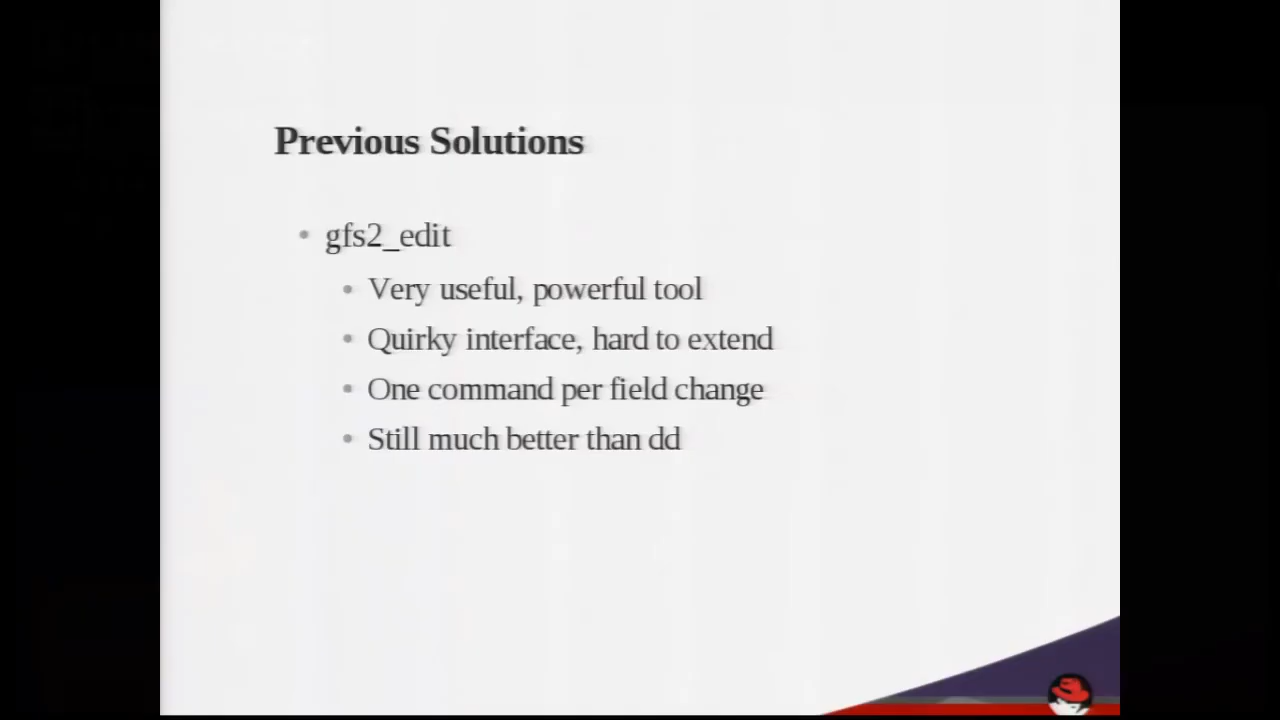 Previous Solutions
gfs2_edit
Very useful, powerful tool
Quirky interface, hard to extend
One command per field change
Still much better than dd